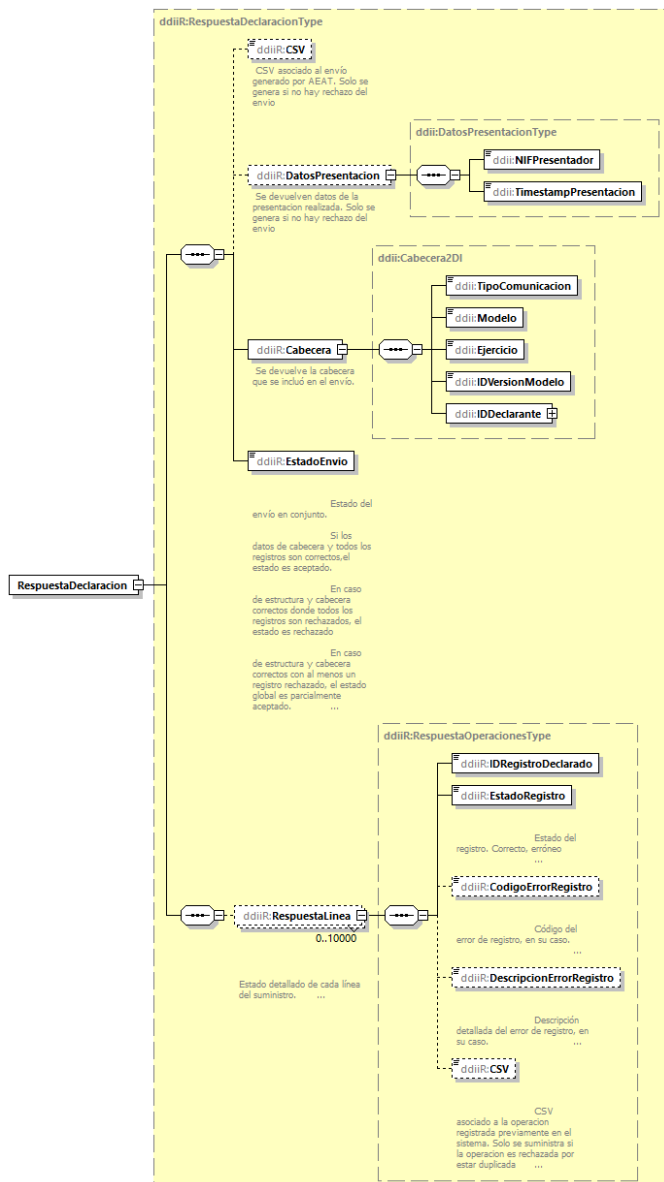 ddiiR:RespuestaDeclaracionType
ddiiR:CSV
CSV asociado al envío
generado por AEAT. Solo se
genera si no hay rechazo del
envio
ddii:DatosPresentacionType
ddiiR:DatosPresentacion
ddii:NIFPresentador
ddii:TimestampPresentacion
Se devuelven datos de la
presentacion realizada. Solo se
genera si no hay rechazo del
envio
ddii:Cabecera2DI
ddii:TipoComunicacion
ddii:Modelo
ddiiR:Cabecera
ddii:Ejercicio
Se devuelve la cabecera
que se incluó en el envío.
ddii:IDVersionModelo
ddii:IDDeclarante
ddiiR:EstadoEnvio
Estado del
envío en conjunto.
Si los
datos de cabecera y todos los
registros son correctos,el
estado es aceptado.
RespuestaDeclaracion
En caso
de estructura y cabecera
correctos donde todos los
registros son rechazados, el
estado es rechazado
En caso
de estructura y cabecera
correctos con al menos un
registro rechazado, el estado
global es parcialmente
aceptado. ...
ddiiR:RespuestaOperacionesType
ddiiR:IDRegistroDeclarado
ddiiR:EstadoRegistro
Estado del
registro. Correcto, erróneo
...
ddiiR:CodigoErrorRegistro
ddiiR:RespuestaLinea
0..10000
Código del
error de registro, en su caso.
...
Estado detallado de cada línea
del suministro. ...
ddiiR:DescripcionErrorRegistro
Descripción
detallada del error de registro, en
su caso. ...
ddiiR:CSV
CSV
asociado a la operacion
registrada previamente en el
sistema. Solo se suministra si
la operacion es rechazada por
estar duplicada ...